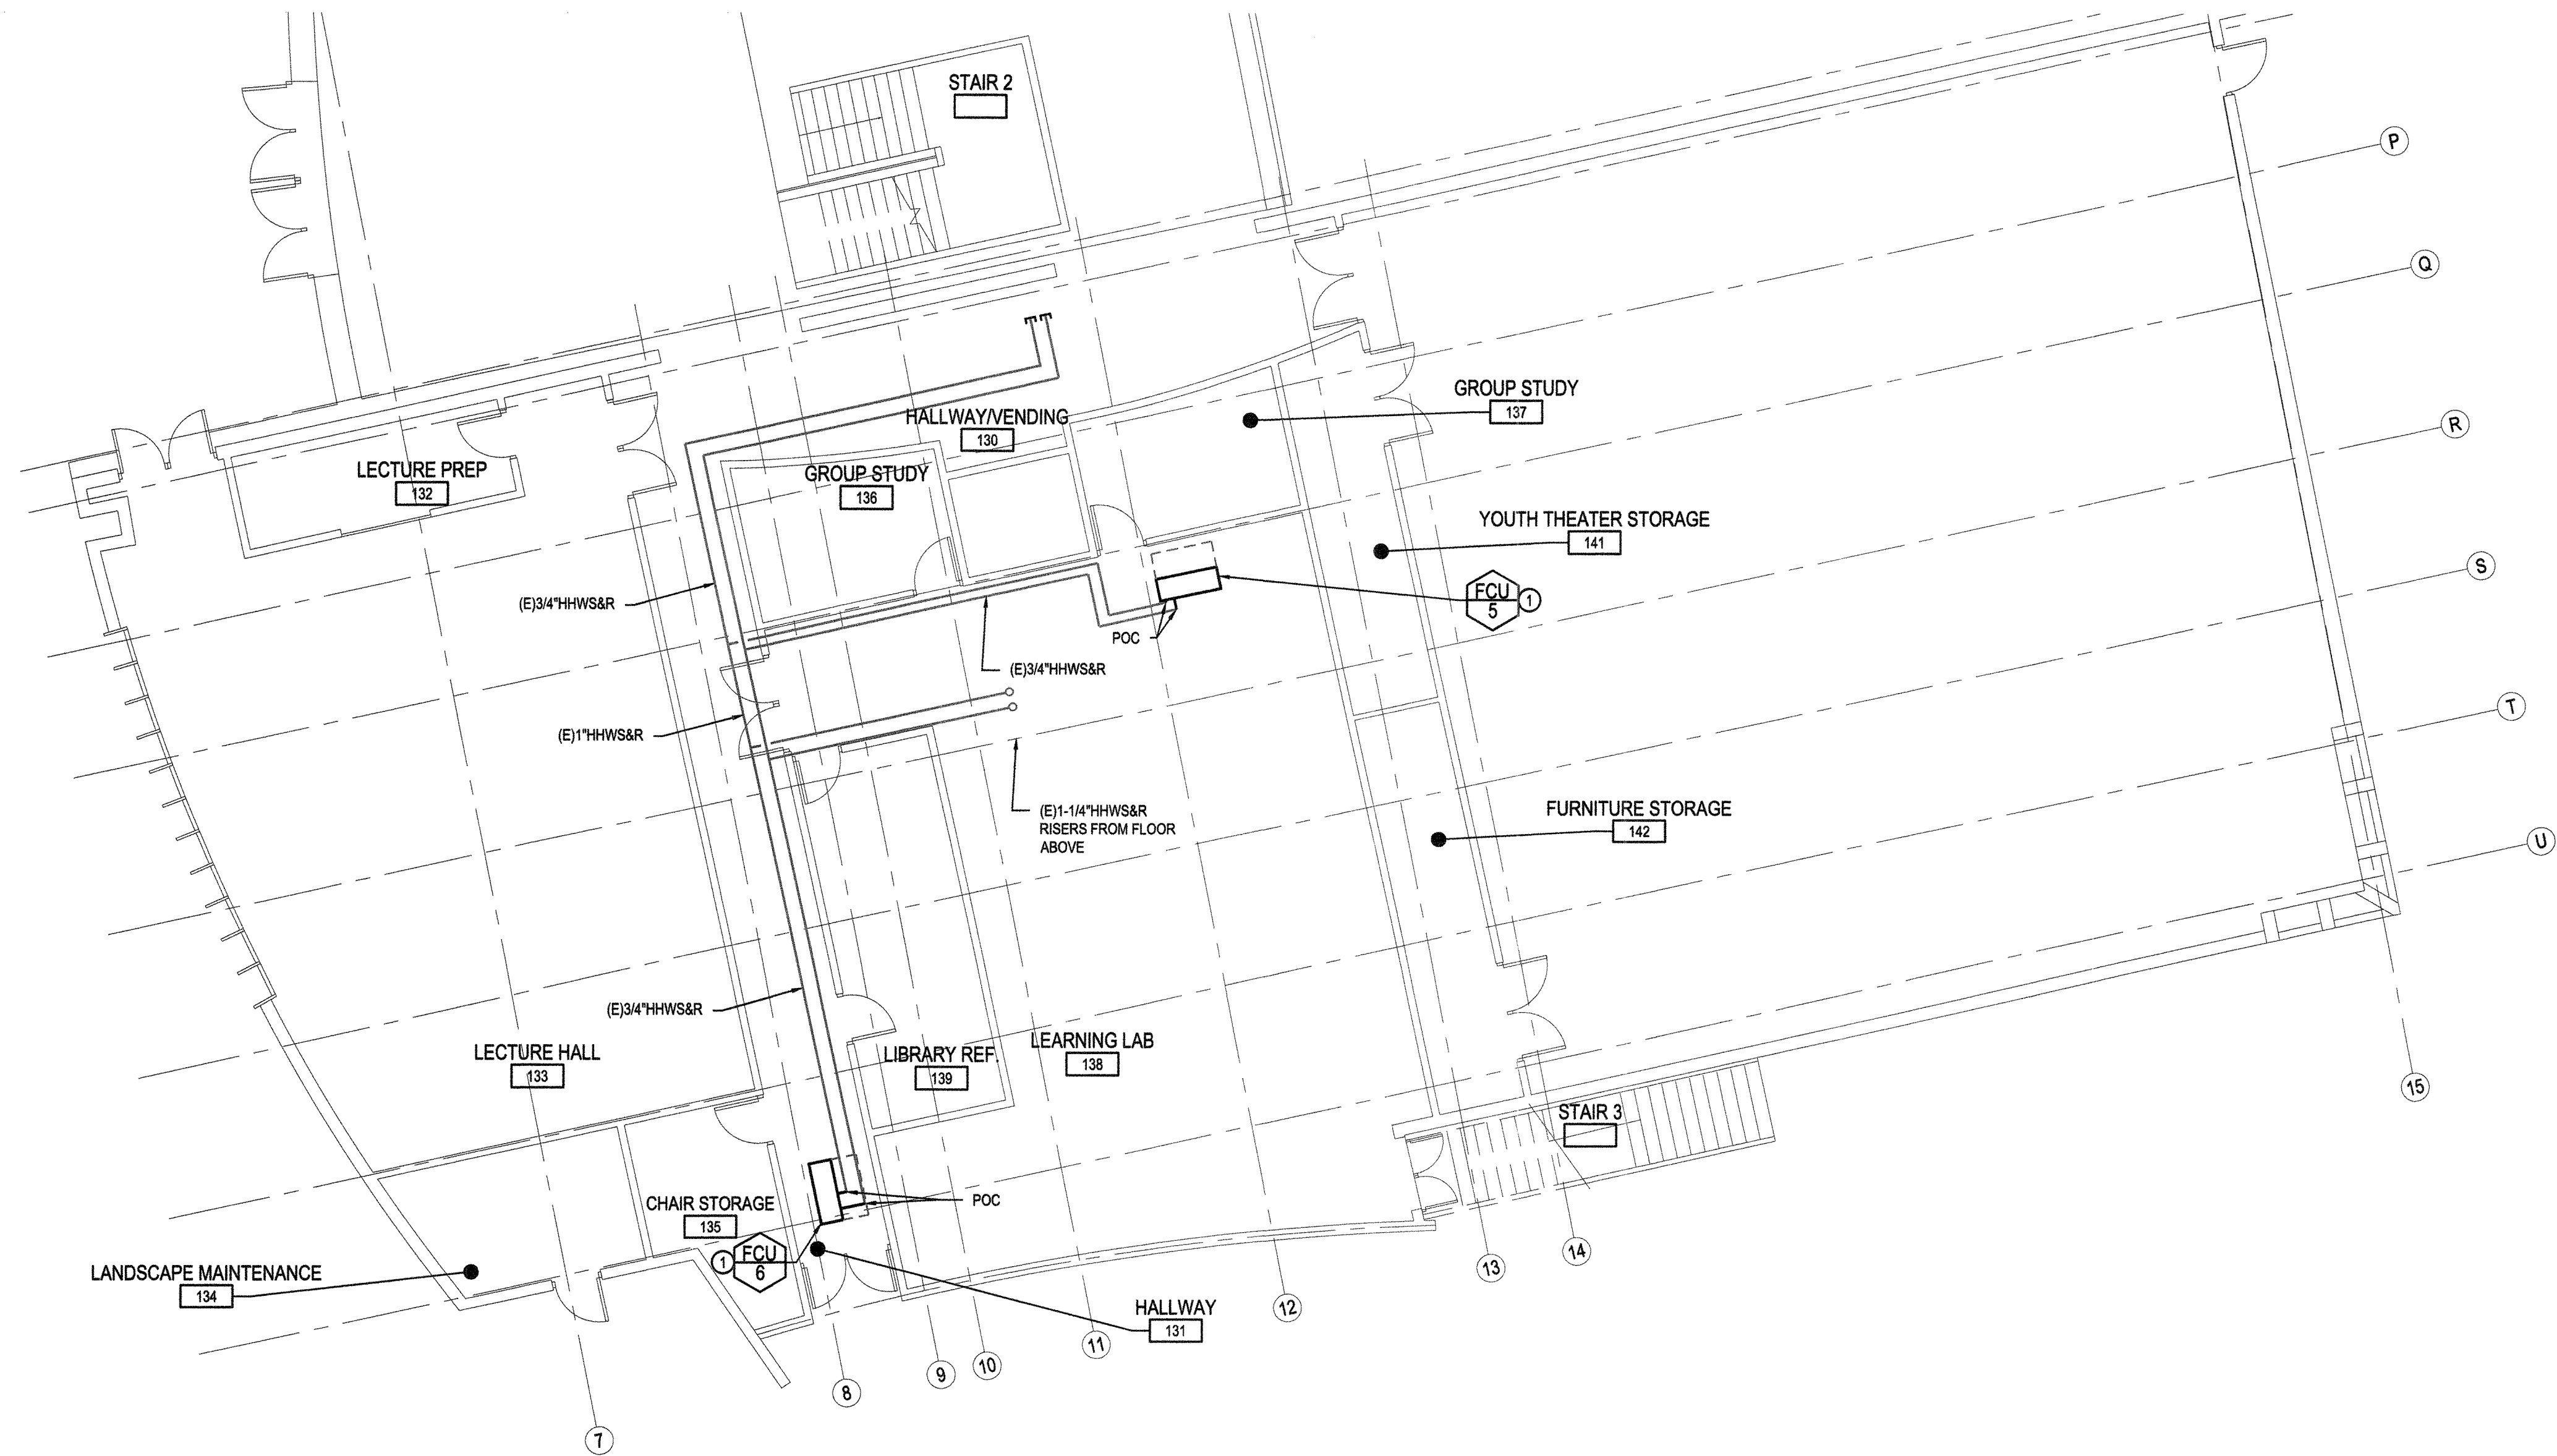 STAIR 2
P
Q
GROUP STUDY
137
R
HALLWAY/VENDING
130
LECTURE PREP
132
GROUP STUDY
136
YOUTH THEATER STORAGE
141
S
(E)3/4"HHWS&R
FCU
5
1
POC
(E)3/4"HHWS&R
T
(E)1"HHWS&R
(E)1-1/4"HHWS&R
RISERS FROM FLOOR
ABOVE
FURNITURE STORAGE
142
U
(E)3/4"HHWS&R
LECTURE HALL
133
LIBRARY REF.
139
LEARNING LAB
138
15
STAIR 3
CHAIR STORAGE
135
POC
1
FCU
6
LANDSCAPE MAINTENANCE
134
HALLWAY
131
14
13
12
11
10
9
8
7